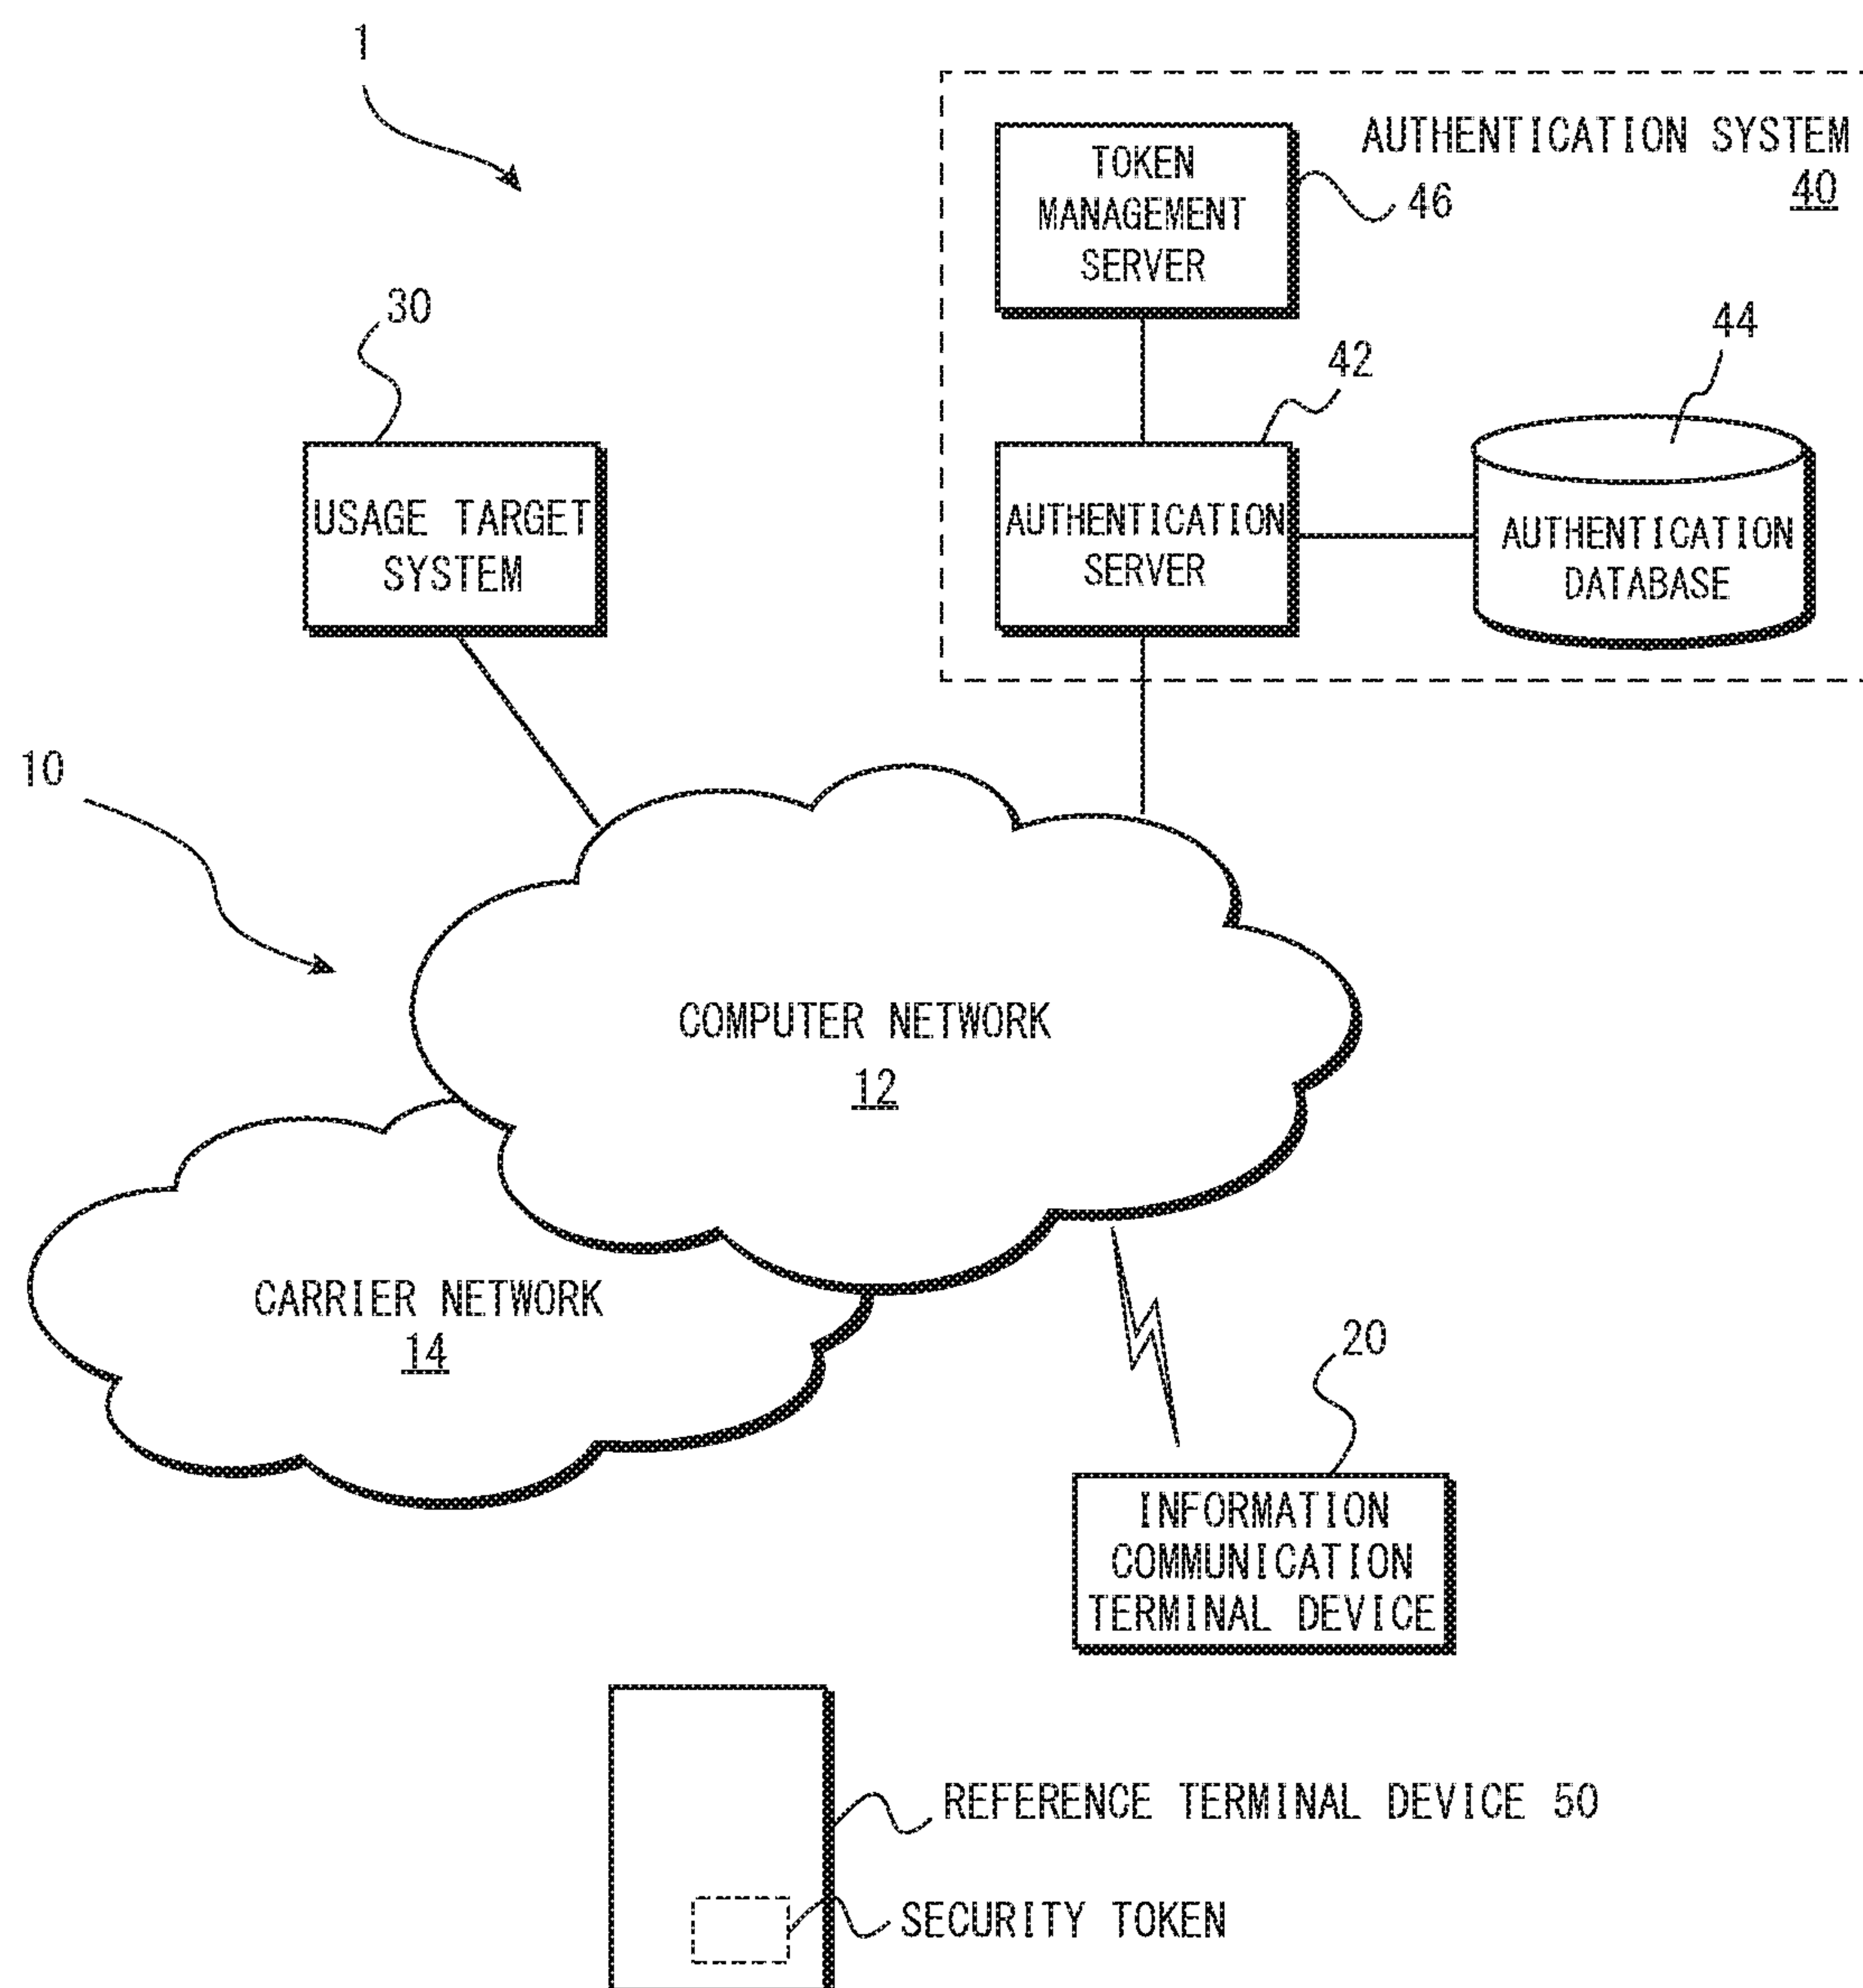 1
AUTHENTICATION SYSTEM
40
TOKEN
MANAGEMENT
SERVER
46
30
42
44
USAGE TARGET
SYSTEM
AUTHENTICATION
SERVER
AUTHENTICATION
DATABASE
10
COMPUTER NETWORK
12
CARRIER NETWORK
14
20
INFORMATION
COMMUNICATION
TERMINAL DEVICE
REFERENCE TERMINAL DEVICE 50
SECURITY TOKEN